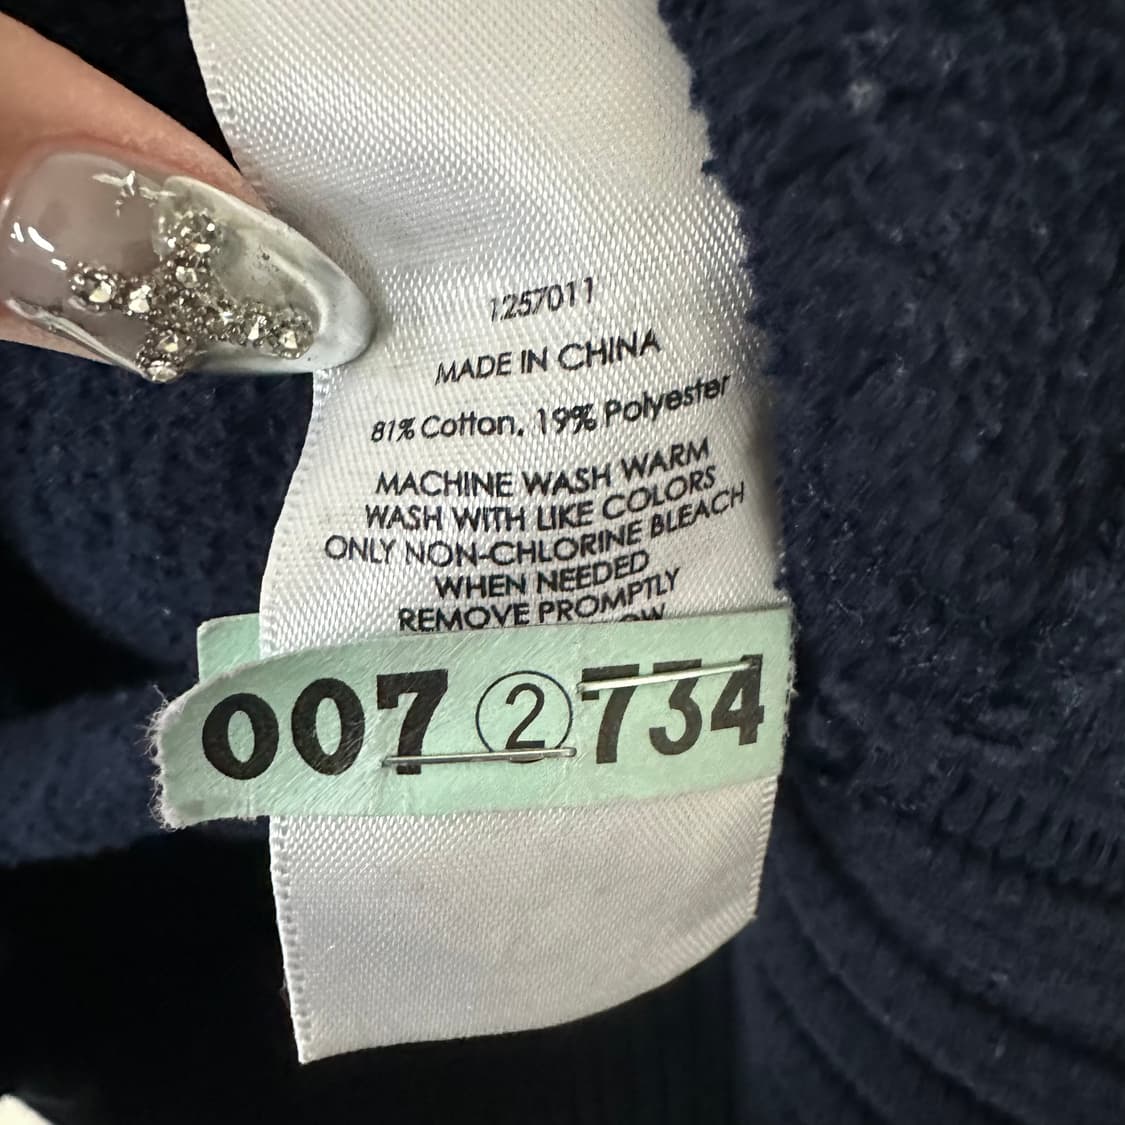 1257011
MADE IN CHINA
81% Cotton, 19% Polyester
MACHINE WASH WARM
WASH WITH LIKE COLORS
ONLY NON-CHLORINE BLEACH
WHEN NEEDED
REMOVE PROMPTLY
007 2 734